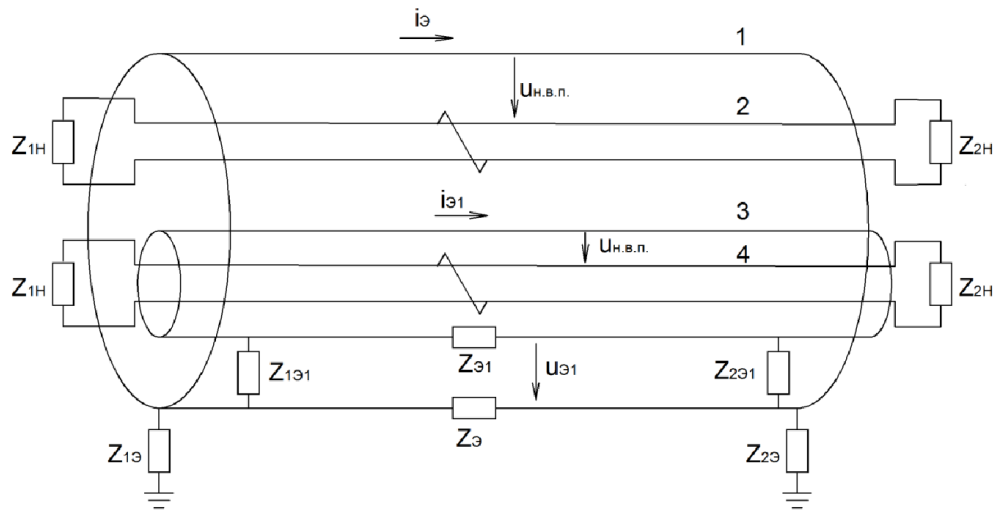 iЭ
1
uн.в.п.
2
Z1Н
Z2Н
iЭ1
3
uн.в.п.
4
Z1Н
Z2Н
ZЭ1
Z1Э1
uЭ1
Z2Э1
ZЭ
Z1Э
Z2Э